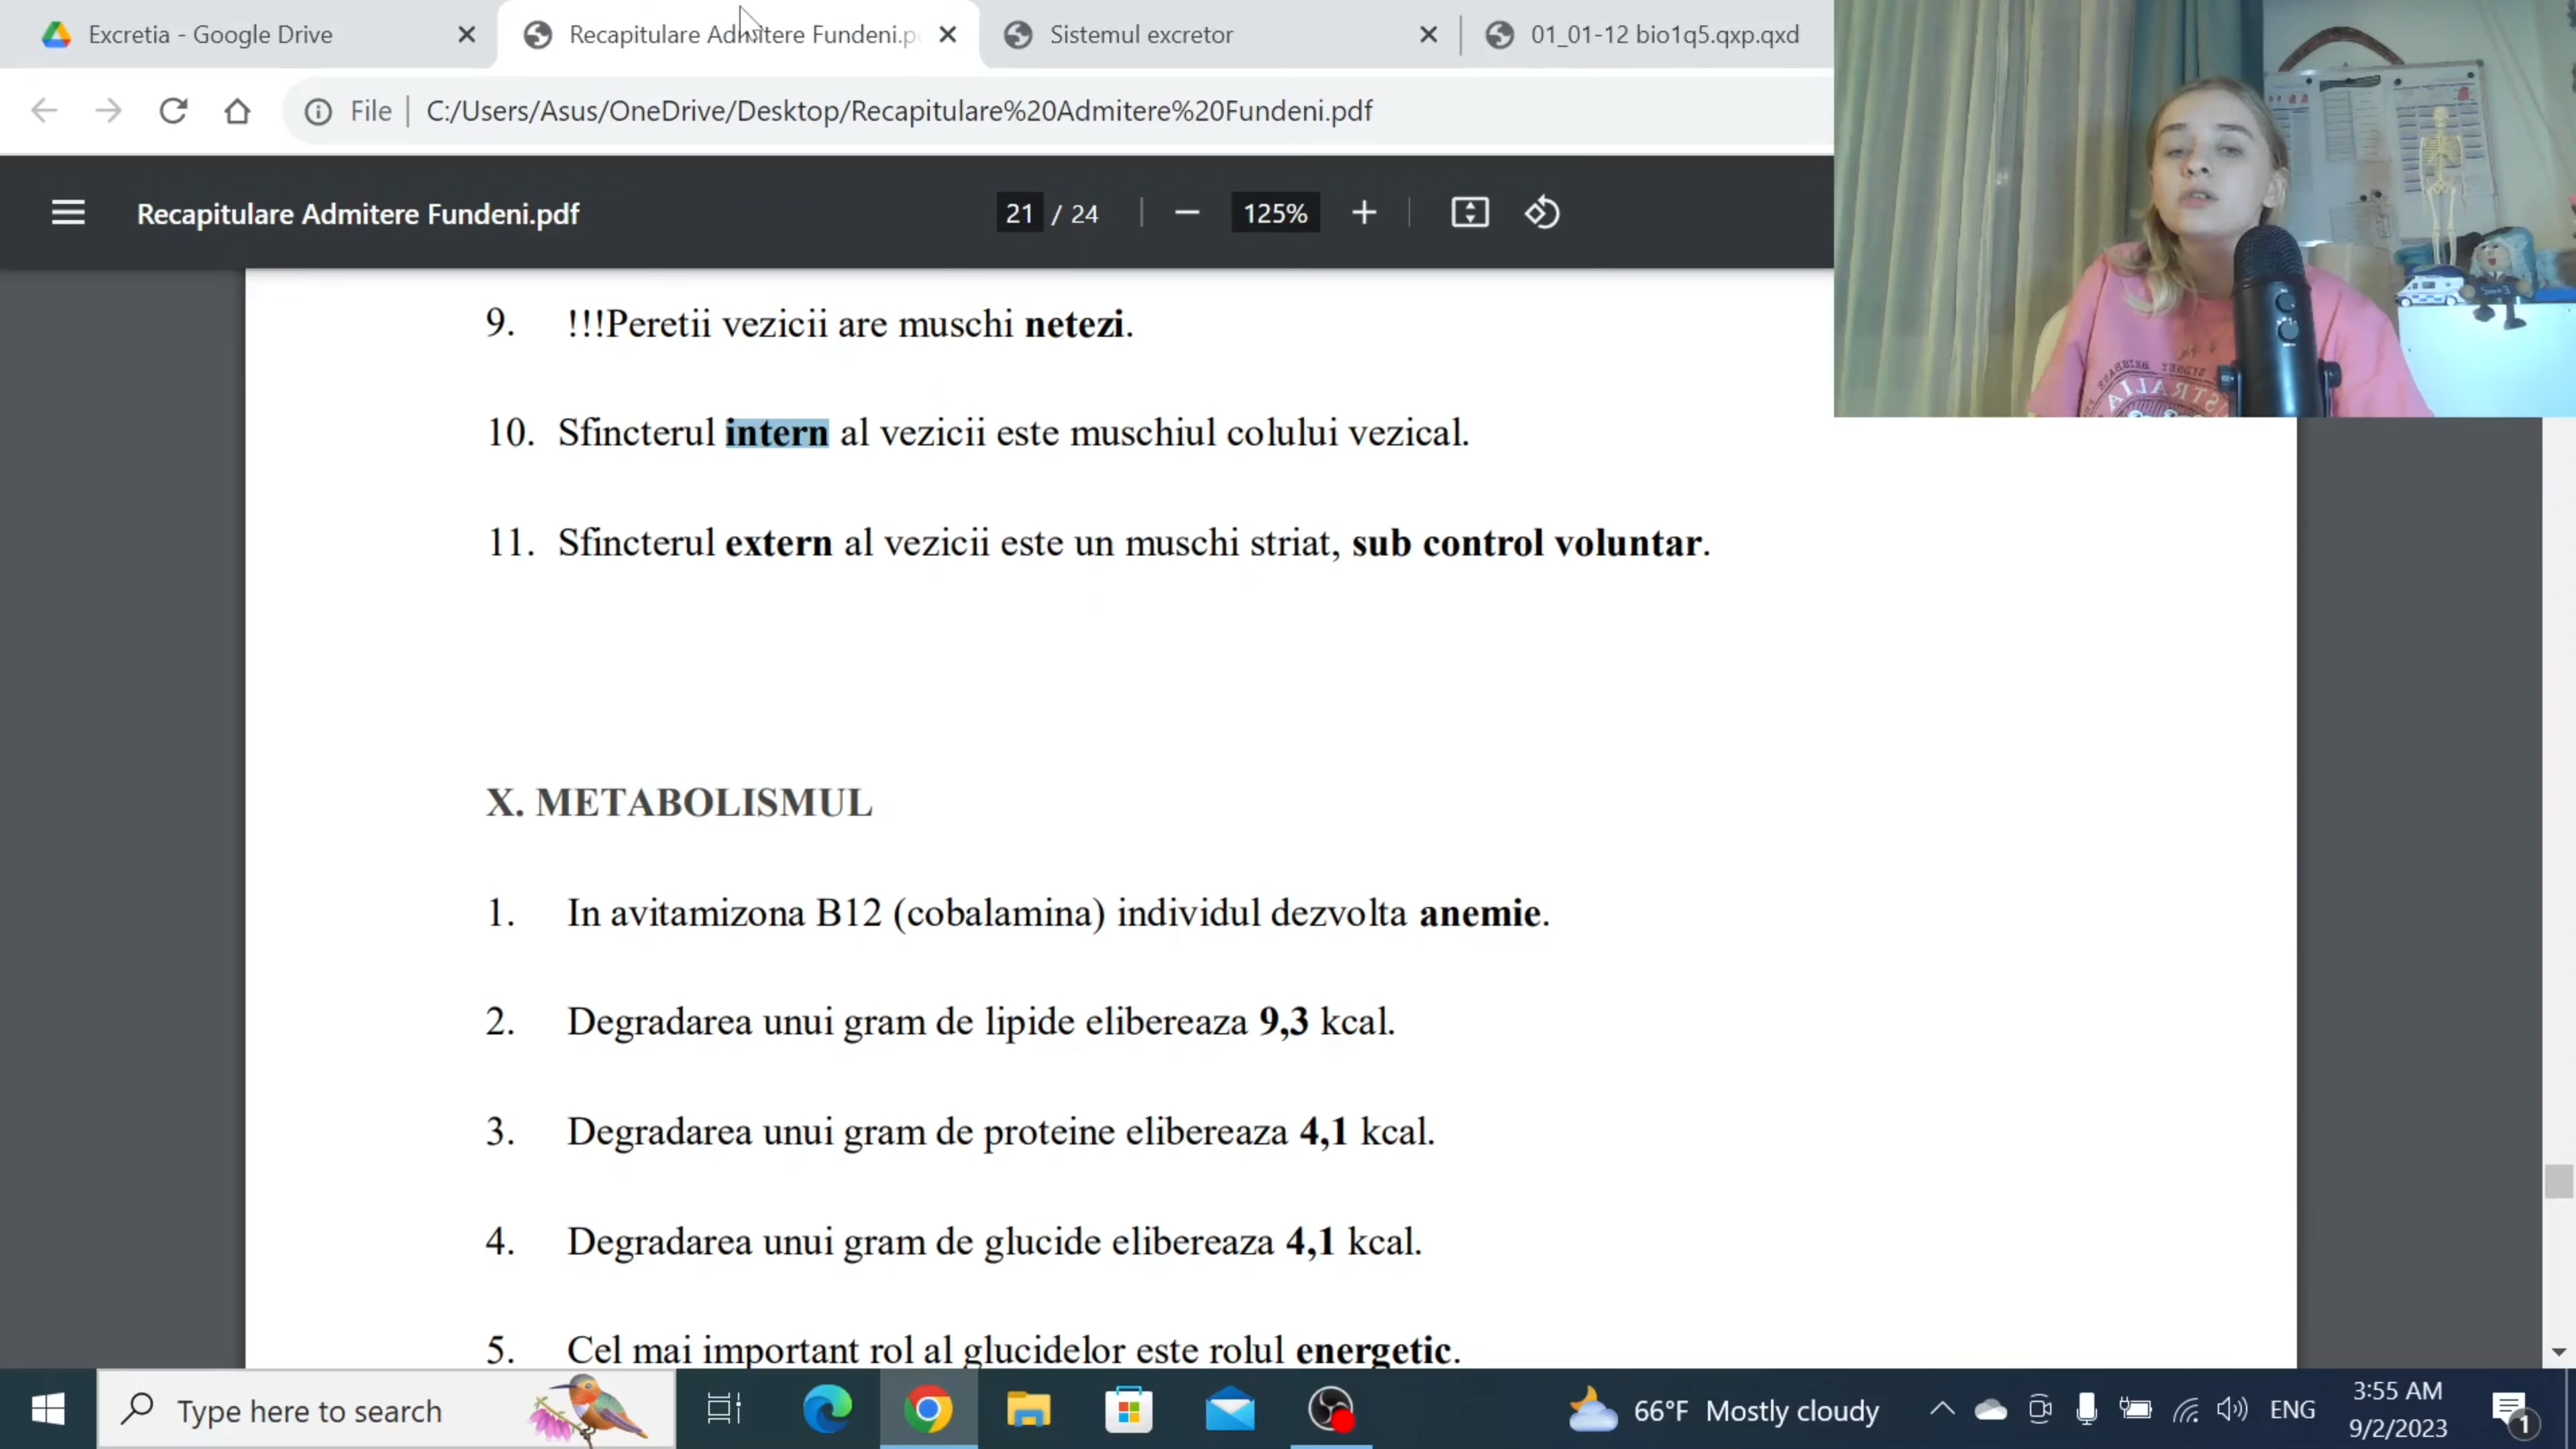 Excretia - Google Drive
Recapitulare Admitere Fundeni.p
Sistemul excretor
01_01-12 bio1q5.qxp.qxd
File
C:/Users/Asus/OneDrive/Desktop/Recapitulare%20Admitere%20Fundeni.pdf
Recapitulare Admitere Fundeni.pdf
21 / 24
125%
9. !!!Peretii vezicii are muschi netezi.
10. Sfincterul intern al vezicii este muschiul colului vezical.
11. Sfincterul extern al vezicii este un muschi striat, sub control voluntar.
X. METABOLISMUL
1. In avitamizona B12 (cobalamina) individul dezvolta anemie.
2. Degradarea unui gram de lipide elibereaza 9,3 kcal.
3. Degradarea unui gram de proteine elibereaza 4,1 kcal.
4. Degradarea unui gram de glucide elibereaza 4,1 kcal.
5. Cel mai important rol al glucidelor este rolul energetic.
Type here to search
66°F Mostly cloudy
ENG
3:55 AM
9/2/2023
1